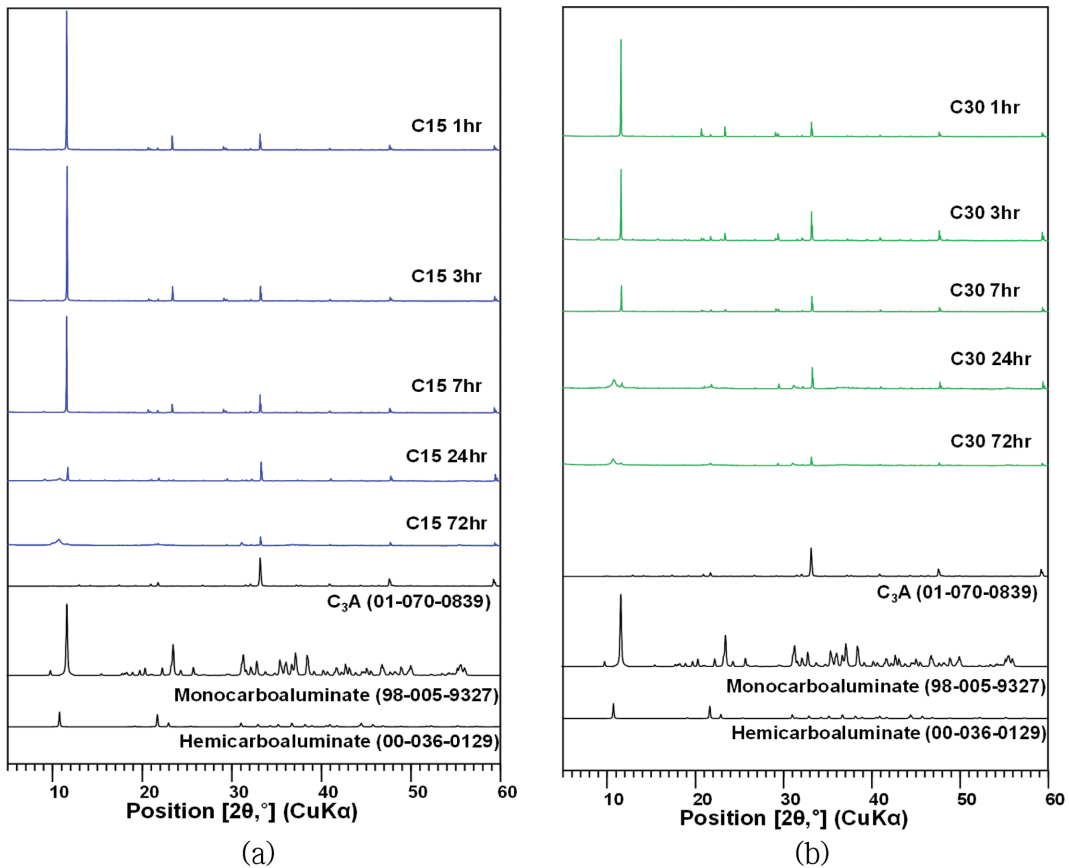 C15 1hr
C15 3hr
C15 7hr
C15 24hr
C15 72hr
C₃A (01-070-0839)
Monocarboaluminate (98-005-9327)
Hemicarboaluminate (00-036-0129)
10 20 30 40 50 60
Position [2θ,°] (CuKα)
(a)
C30 1hr
C30 3hr
C30 7hr
C30 24hr
C30 72hr
C₃A (01-070-0839)
Monocarboaluminate (98-005-9327)
Hemicarboaluminate (00-036-0129)
10 20 30 40 50 60
Position [2θ,°] (CuKα)
(b)